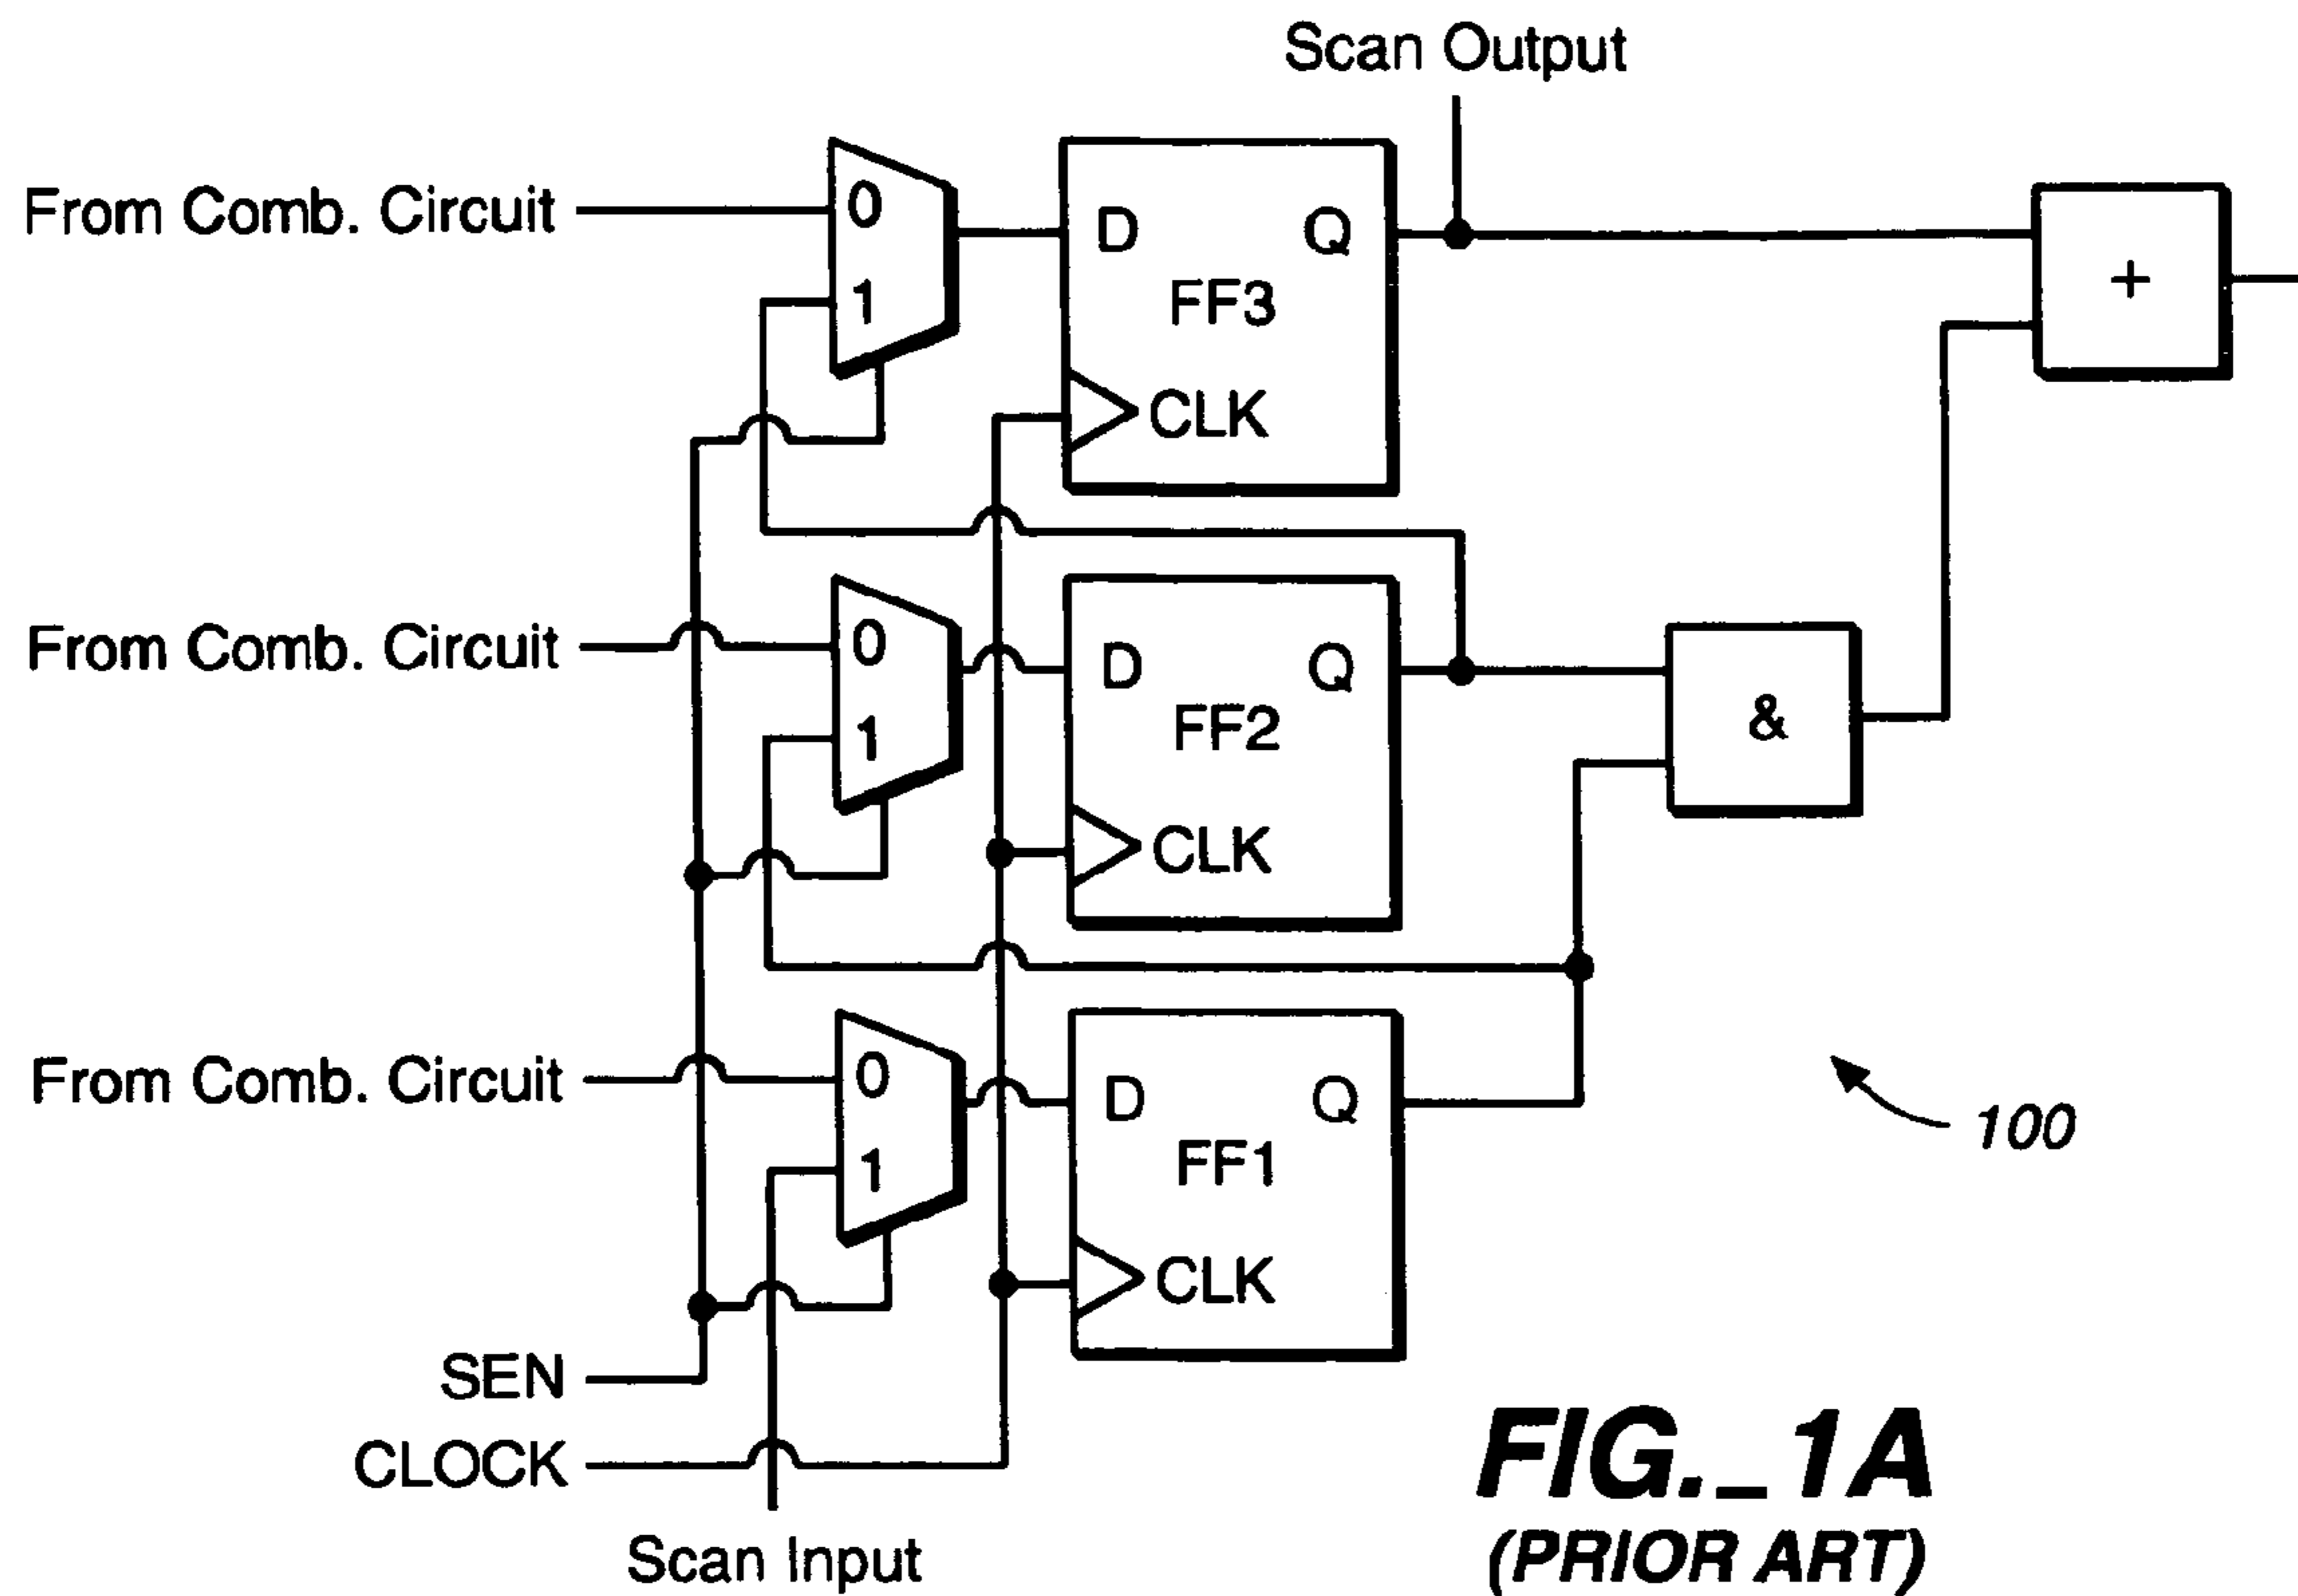 Scan Output
From Comb. Circuit
0
1
D
Q
FF3
CLK
+
From Comb. Circuit
0
1
D
Q
FF2
CLK
&
From Comb. Circuit
0
1
D
Q
FF1
CLK
100
SEN
CLOCK
Scan Input
FIG._1A
(PRIOR ART)